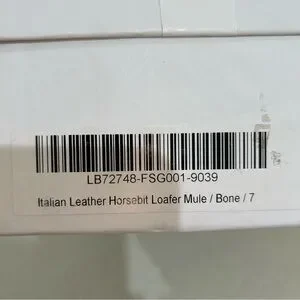 LB72748-FSG001-9039
Italian Leather Horsebit Loafer Mule / Bone / 7